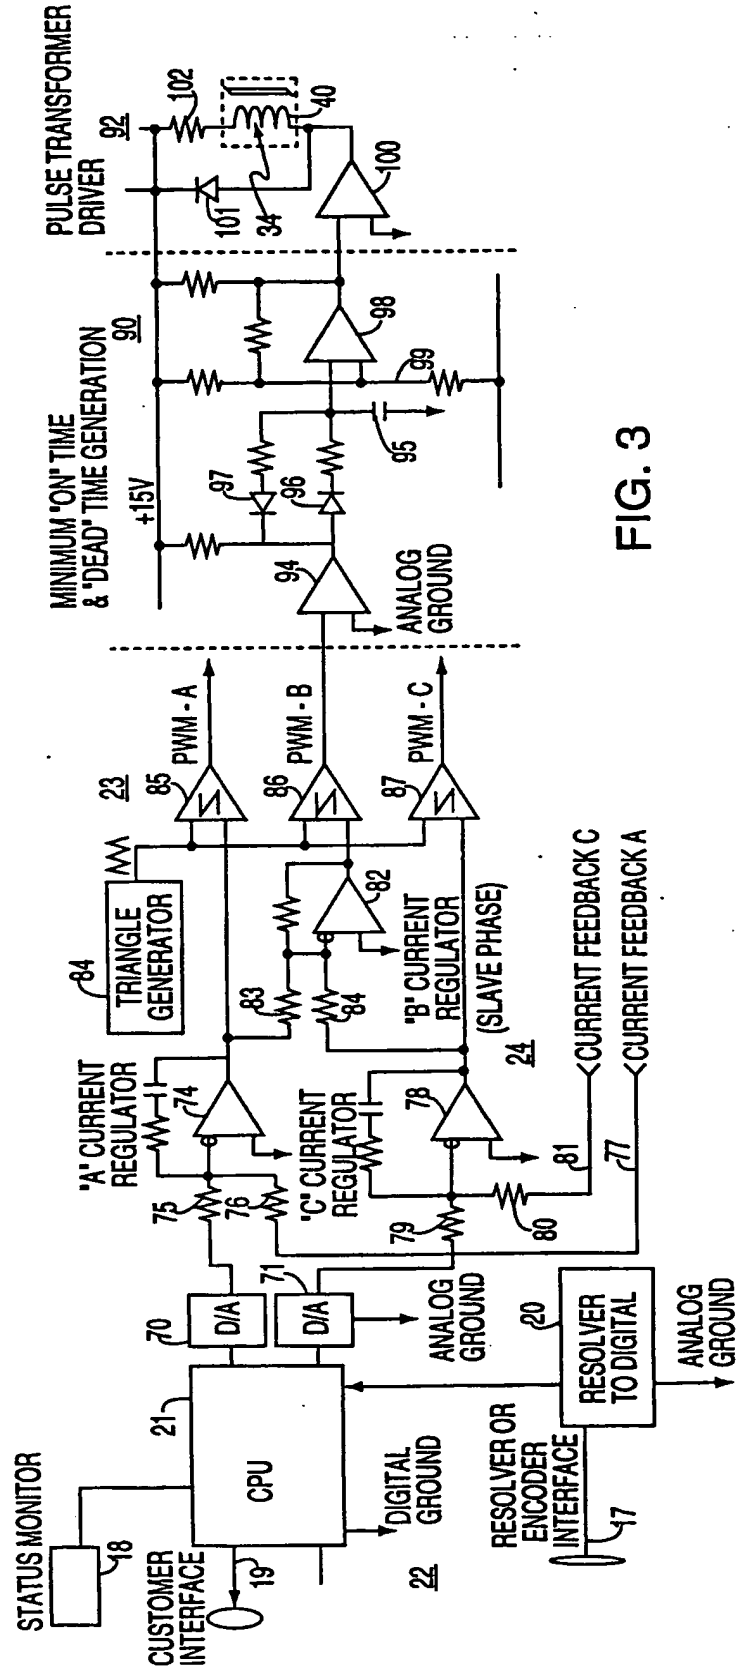 STATUS MONITOR
18
CUSTOMER
INTERFACE
19
22
21
CPU
DIGITAL
GROUND
70
D/A
71
D/A
ANALOG
GROUND
RESOLVER OR
ENCODER
INTERFACE
17
20
RESOLVER
TO DIGITAL
ANALOG
GROUND
"A" CURRENT
REGULATOR
75
76
74
"C" CURRENT
REGULATOR
79
80
78
81
77
CURRENT FEEDBACK C
CURRENT FEEDBACK A
24
84
TRIANGLE
GENERATOR
83
84
82
"B" CURRENT
REGULATOR
(SLAVE PHASE)
23
85
PWM - A
86
PWM - B
87
PWM - C
MINIMUM "ON" TIME
& "DEAD" TIME GENERATION
90
+15V
94
ANALOG
GROUND
97
96
95
98
99
PULSE TRANSFORMER
DRIVER
92
102
101
34
40
100
FIG. 3